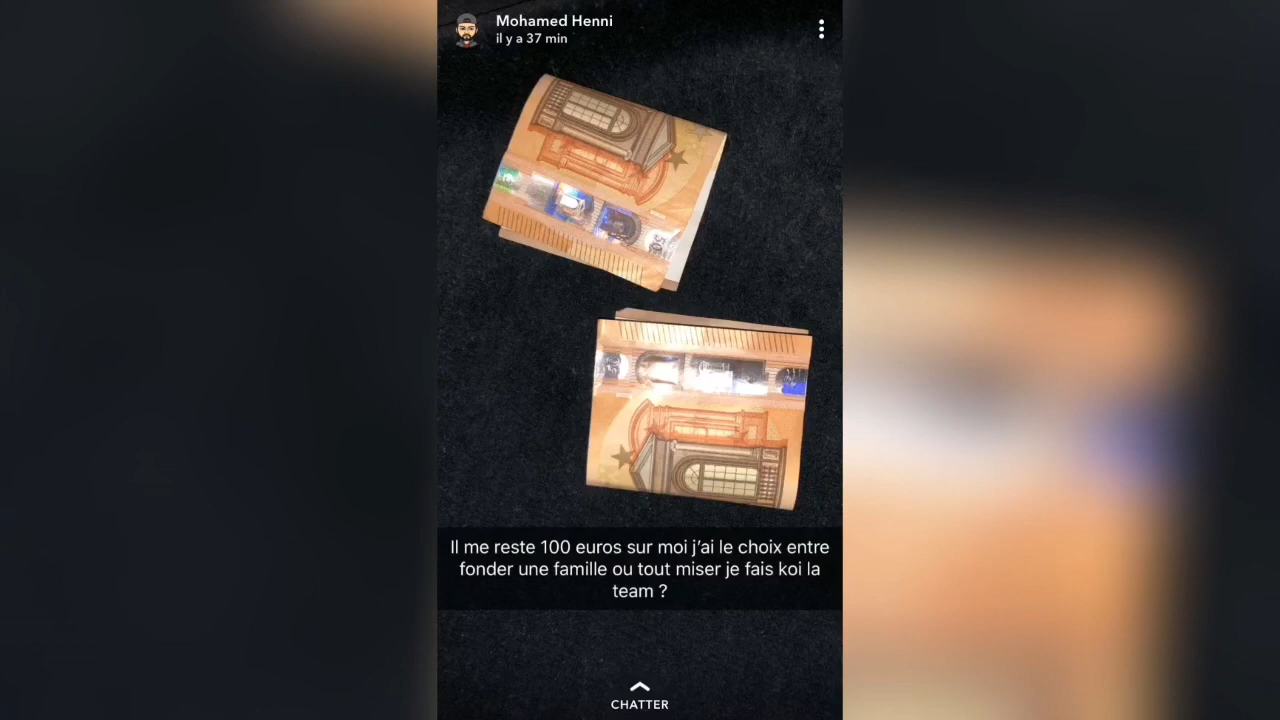 Mohamed Henni
il y a 37 min
50
Il me reste 100 euros sur moi j'ai le choix entre
fonder une famille ou tout miser je fais koi la
team ?
CHATTER